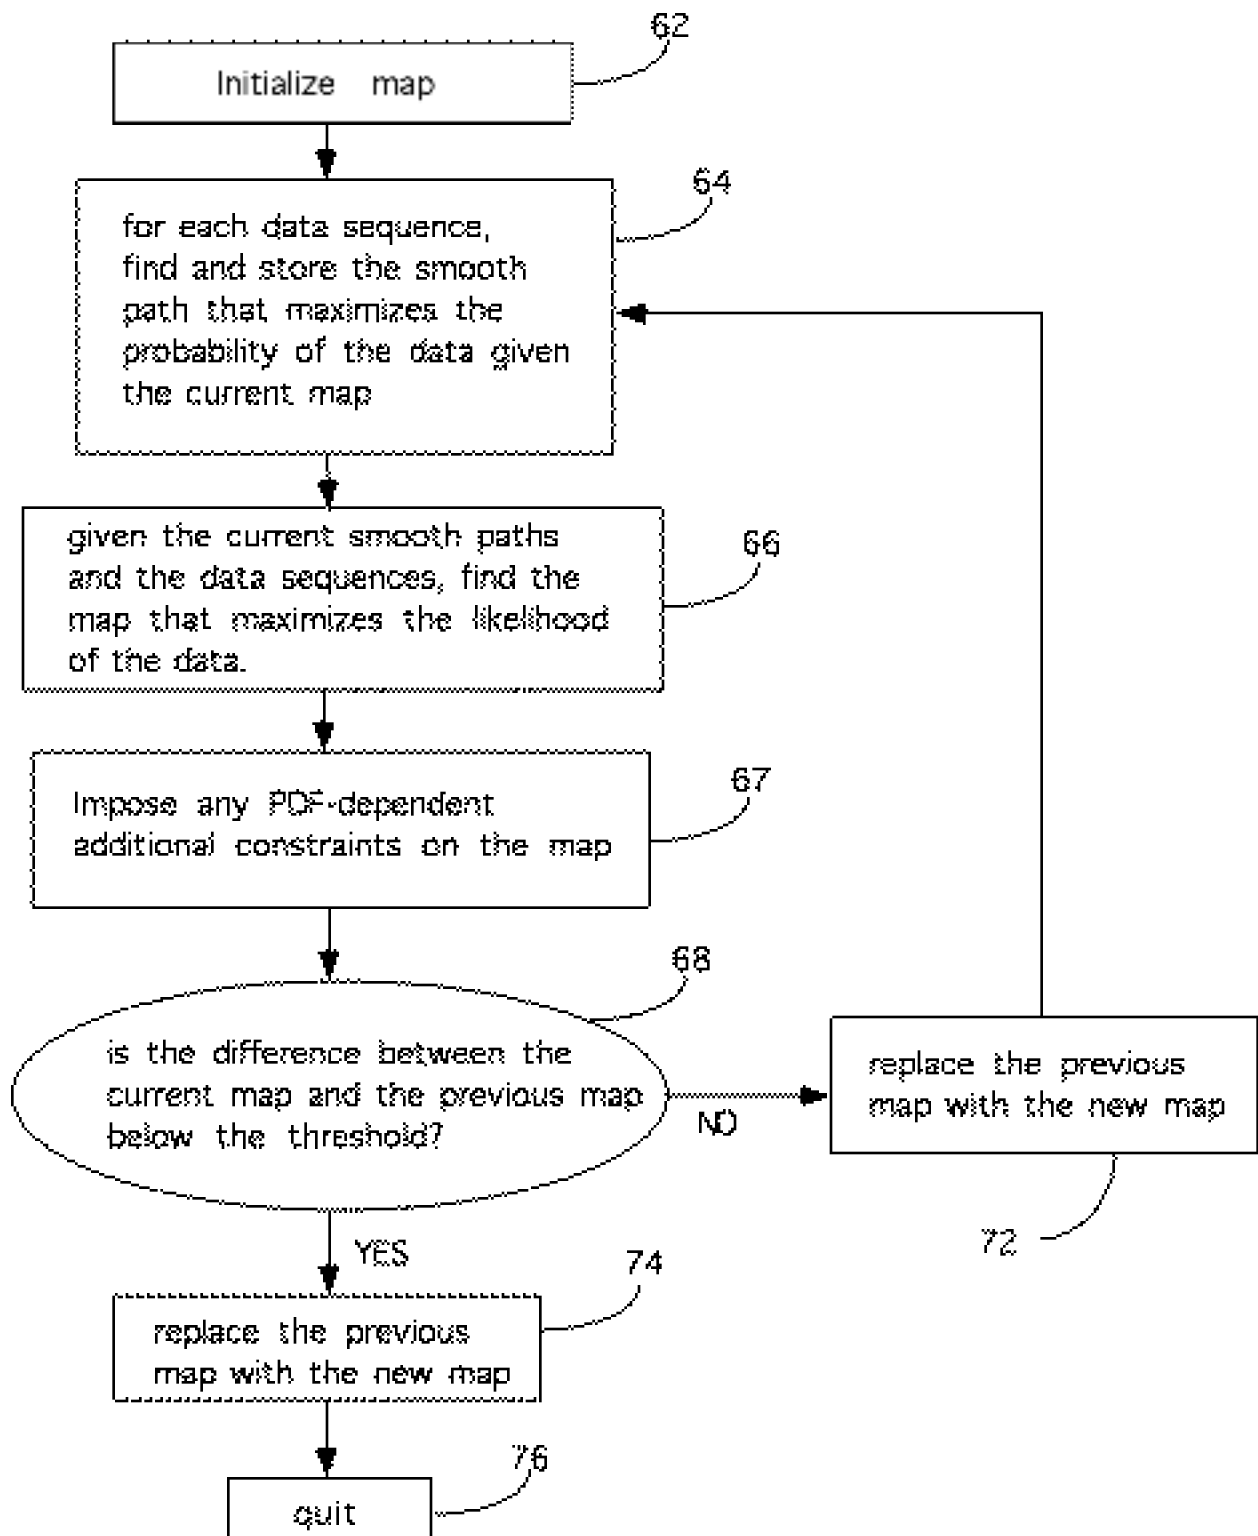 62
Initialize map
64
for each data sequence,
find and store the smooth
path that maximizes the
probability of the data given
the current map
given the current smooth paths
and the data sequences, find the
map that maximizes the likelihood
of the data.
66
67
Impose any PDF-dependent
additional constraints on the map
68
is the difference between the
current map and the previous map
below the threshold?
NO
replace the previous
map with the new map
72
YES
74
replace the previous
map with the new map
76
quit